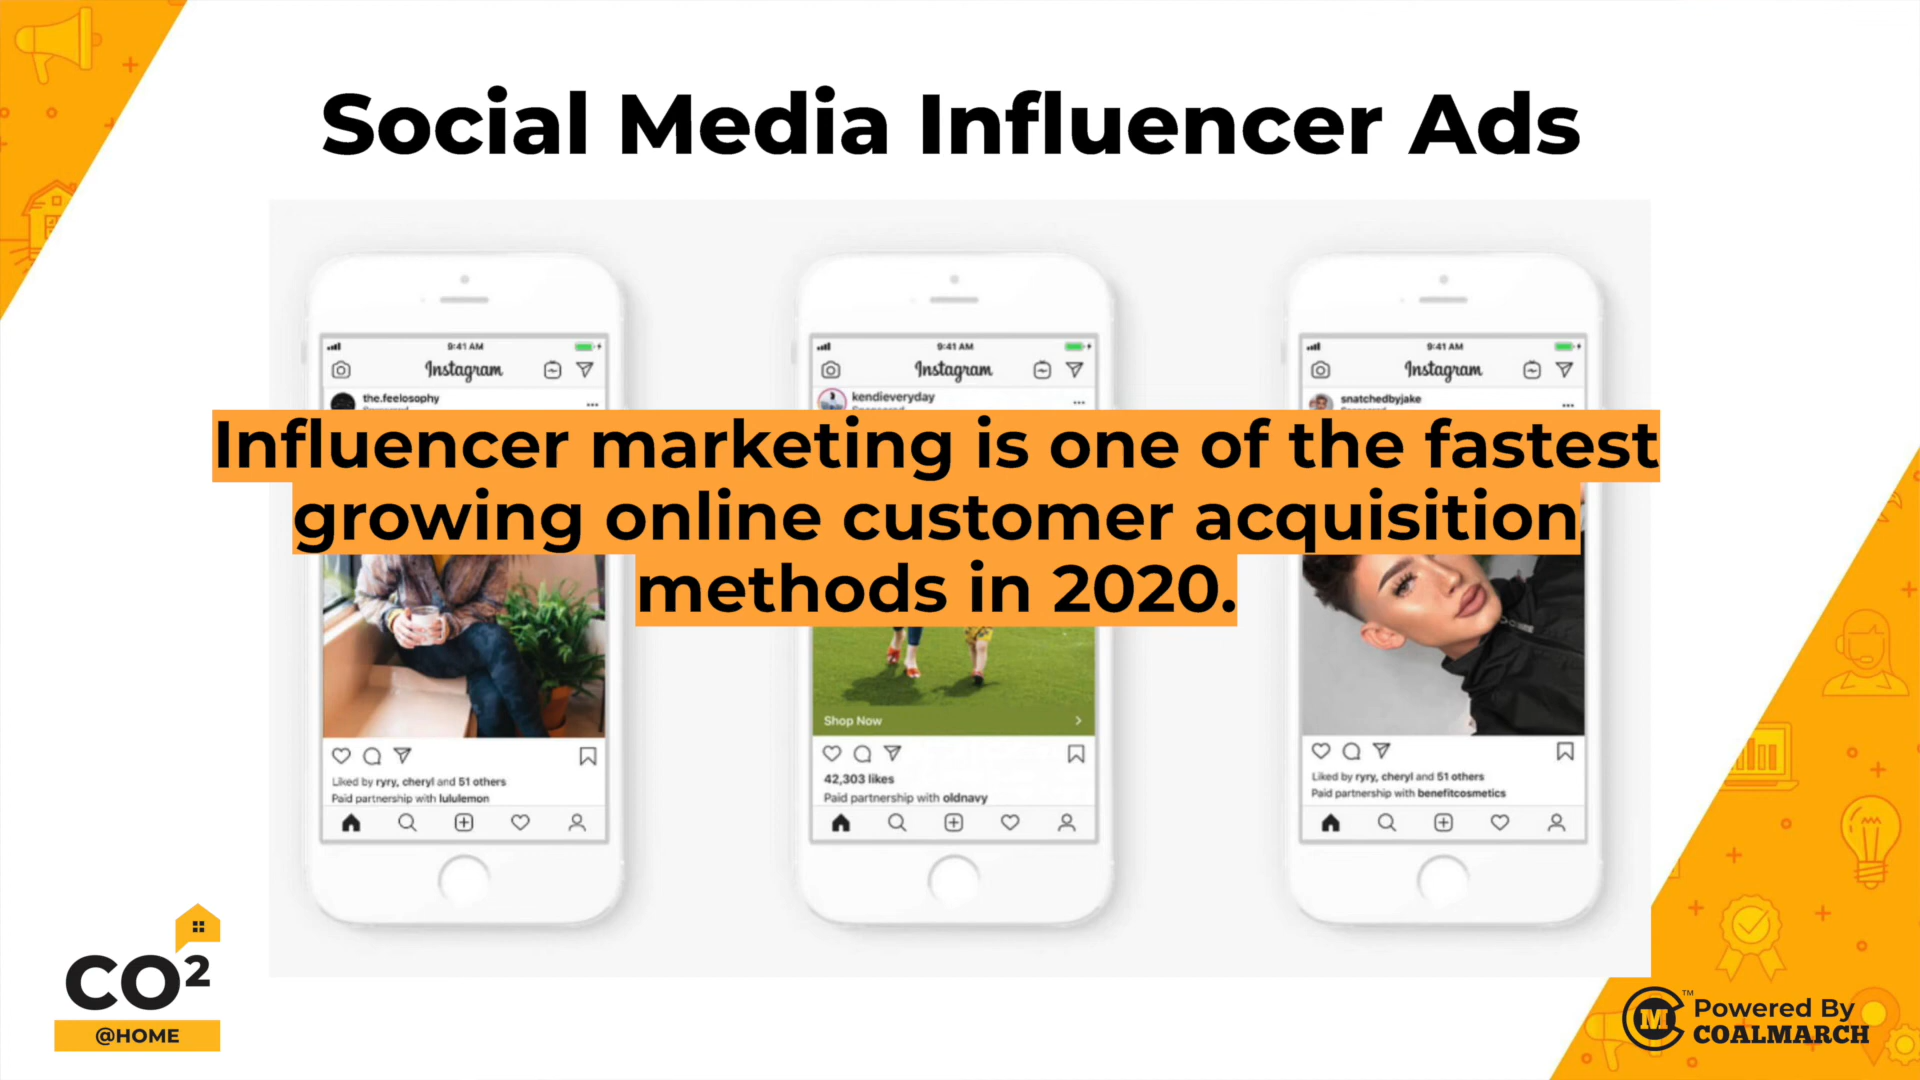 Social Media Influencer Ads
9:41 AM
Instagram
the.feelosophy
9:41 AM
Instagram
kendieveryday
9:41 AM
Instagram
snatchedbyjake
Influencer marketing is one of the fastest
growing online customer acquisition
methods in 2020.
Liked by ryry, cheryl and 51 others
Paid partnership with lululemon
Shop Now
42,303 likes
Paid partnership with oldnavy
Liked by ryry, cheryl and 51 others
Paid partnership with benefitcosmetics
CO2
@HOME
CM
™
Powered By
COALMARCH